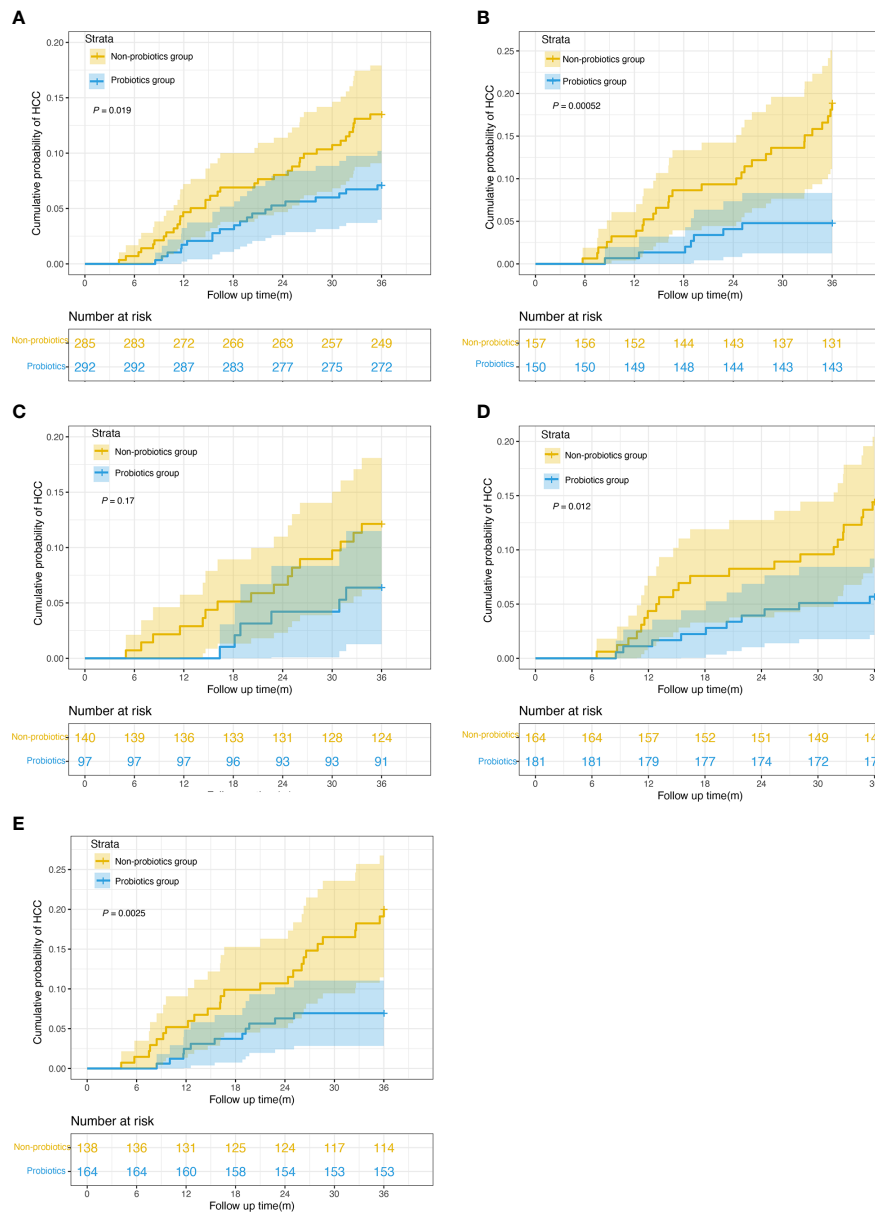 A
Strata
Non-probiotics group
Probiotics group
P = 0.019
Cumulative probability of HCC
0.20
0.15
0.10
0.05
0.00
0 6 12 18 24 30 36
Follow up time(m)
Number at risk
Non-probiotics 285 283 272 266 263 257 249
Probiotics 292 292 287 283 277 275 272
B
Strata
Non-probiotics group
Probiotics group
P = 0.00052
Cumulative probability of HCC
0.25
0.20
0.15
0.10
0.05
0.00
0 6 12 18 24 30 36
Follow up time(m)
Number at risk
Non-probiotics 157 156 152 144 143 137 131
Probiotics 150 150 149 148 144 143 143
C
Strata
Non-probiotics group
Probiotics group
P = 0.17
Cumulative probability of HCC
0.20
0.15
0.10
0.05
0.00
0 6 12 18 24 30 36
Follow up time(m)
Number at risk
Non-probiotics 140 139 136 133 131 128 124
Probiotics 97 97 97 96 93 93 91
0 6 12 18 24 30 36
D
Strata
Non-probiotics group
Probiotics group
P = 0.012
Cumulative probability of HCC
0.20
0.15
0.10
0.05
0.00
0 6 12 18 24 30 36
Follow up time(m)
Number at risk
Non-probiotics 164 164 157 152 151 149 14
Probiotics 181 181 179 177 174 172 17
0 6 12 18 24 30 36
Follow up time(m)
E
Strata
Non-probiotics group
Probiotics group
P = 0.0025
Cumulative probability of HCC
0.25
0.20
0.15
0.10
0.05
0.00
0 6 12 18 24 30 36
Follow up time(m)
Number at risk
Non-probiotics 138 136 131 125 124 117 114
Probiotics 164 164 160 158 154 153 153
0 6 12 18 24 30 36
Follow up time(m)